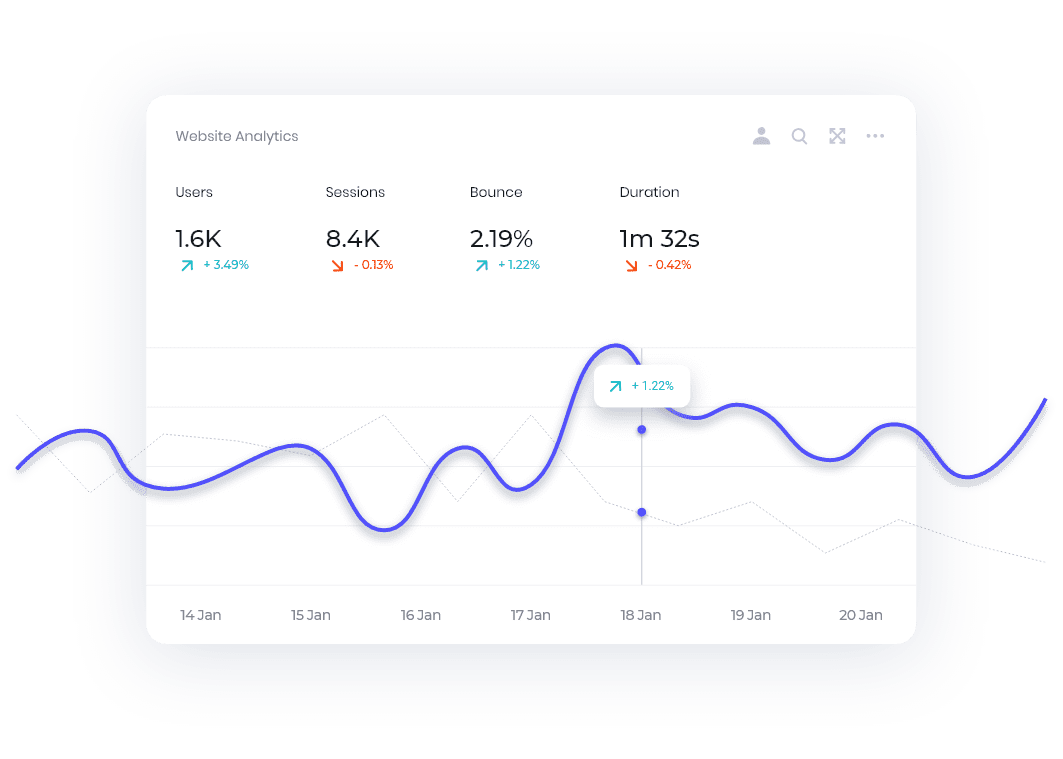 Website Analytics
Users Sessions Bounce Duration
1.6K 8.4K 2.19% 1m 32s
+ 3.49% - 0.13% + 1.22% - 0.42%
+ 1.22%
14 Jan 15 Jan 16 Jan 17 Jan 18 Jan 19 Jan 20 Jan